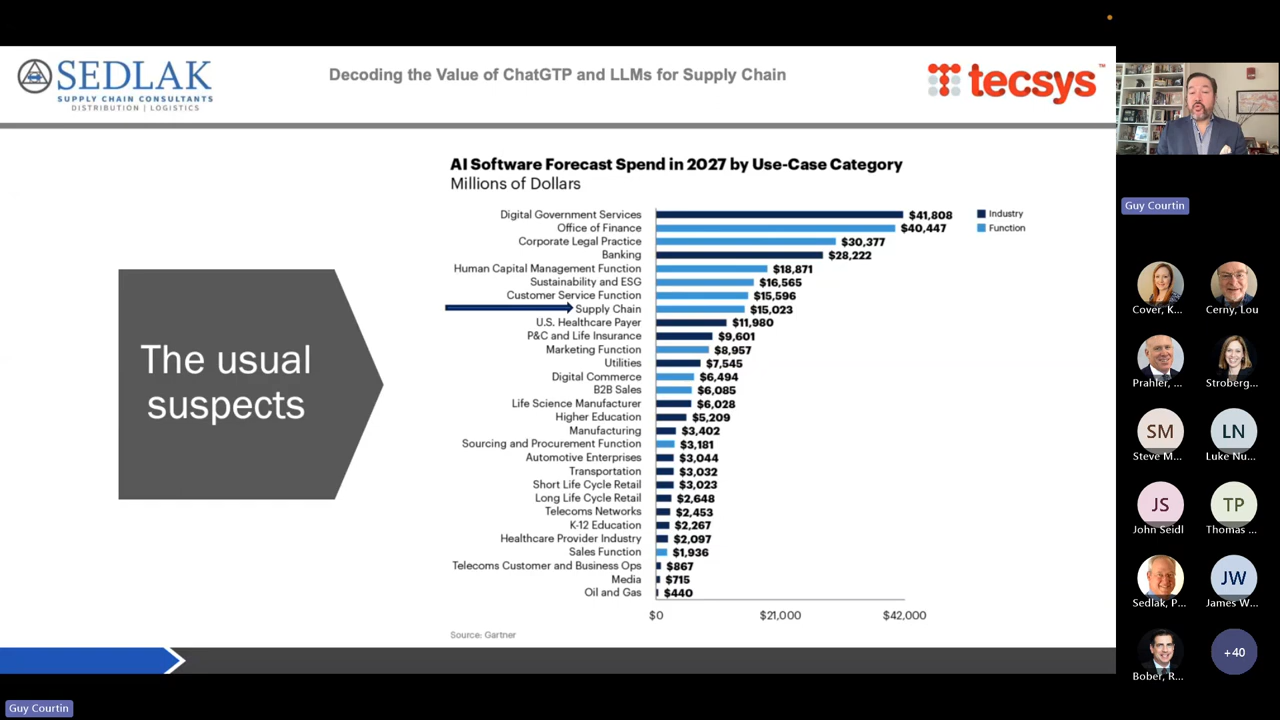 SEDLAK
SUPPLY CHAIN CONSULTANTS
DISTRIBUTION | LOGISTICS
Decoding the Value of ChatGTP and LLMs for Supply Chain
tecsys™
AI Software Forecast Spend in 2027 by Use-Case Category
Millions of Dollars
Digital Government Services $41,808
Office of Finance $40,447
Corporate Legal Practice $30,377
Banking $28,222
Human Capital Management Function $18,871
Sustainability and ESG $16,565
Customer Service Function $15,596
Supply Chain $15,023
U.S. Healthcare Payer $11,980
P&C and Life Insurance $9,601
Marketing Function $8,957
Utilities $7,545
Digital Commerce $6,494
B2B Sales $6,085
Life Science Manufacturer $6,028
Higher Education $5,209
Manufacturing $3,402
Sourcing and Procurement Function $3,181
Automotive Enterprises $3,044
Transportation $3,032
Short Life Cycle Retail $3,023
Long Life Cycle Retail $2,648
Telecoms Networks $2,453
K-12 Education $2,267
Healthcare Provider Industry $2,097
Sales Function $1,936
Telecoms Customer and Business Ops $867
Media $715
Oil and Gas $440
$0 $21,000 $42,000
Industry
Function
The usual
suspects
Source: Gartner
Guy Courtin
Guy Courtin
Cover, K... Cerny, Lou
Prahler, ... Stroberg...
SM LN
Steve M... Luke Nu...
JS TP
John Seidl Thomas ...
JW
Sedlak, P... James W...
+40
Bober, R...